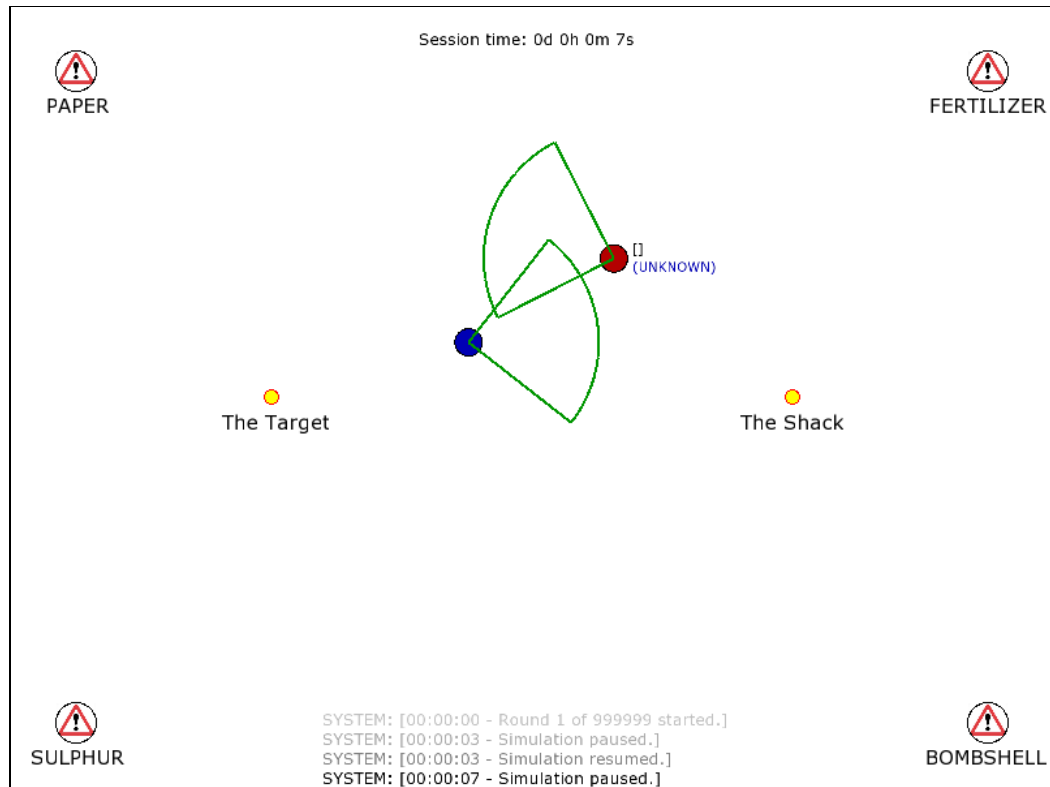 Session time: 0d 0h 0m 7s
PAPER
FERTILIZER
[]
(UNKNOWN)
The Target
The Shack
SULPHUR
BOMBSHELL
SYSTEM: [00:00:00 - Round 1 of 999999 started.]
SYSTEM: [00:00:03 - Simulation paused.]
SYSTEM: [00:00:03 - Simulation resumed.]
SYSTEM: [00:00:07 - Simulation paused.]